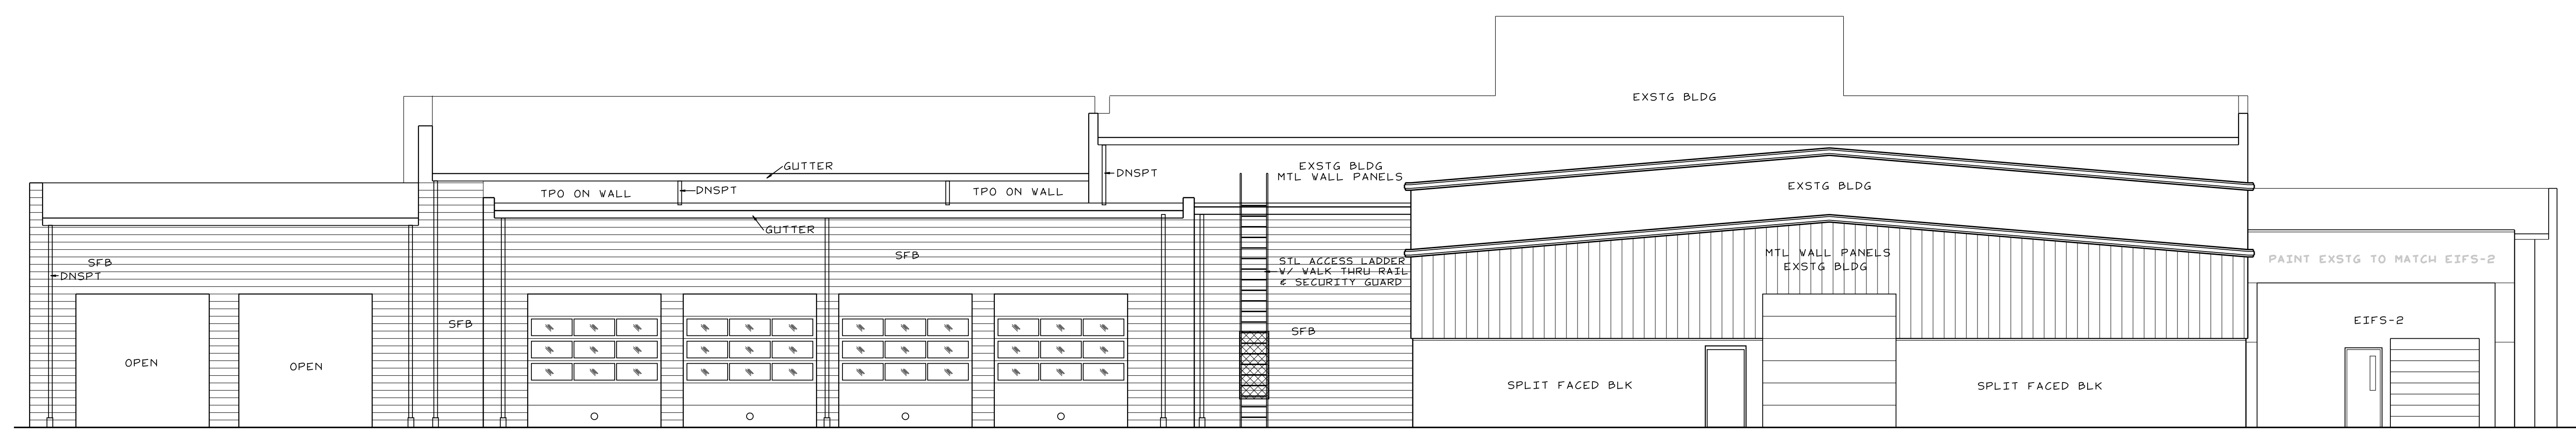 EXSTG BLDG
GUTTER
TPO ON WALL
DNSPT
TPO ON WALL
DNSPT
EXSTG BLDG
MTL WALL PANELS
EXSTG BLDG
GUTTER
SFB
DNSPT
SFB
STL ACCESS LADDER
W/ WALK THRU RAIL
& SECURITY GUARD
MTL WALL PANELS
EXSTG BLDG
PAINT EXSTG TO MATCH EIFS-2
SFB
SFB
EIFS-2
OPEN
OPEN
SPLIT FACED BLK
SPLIT FACED BLK